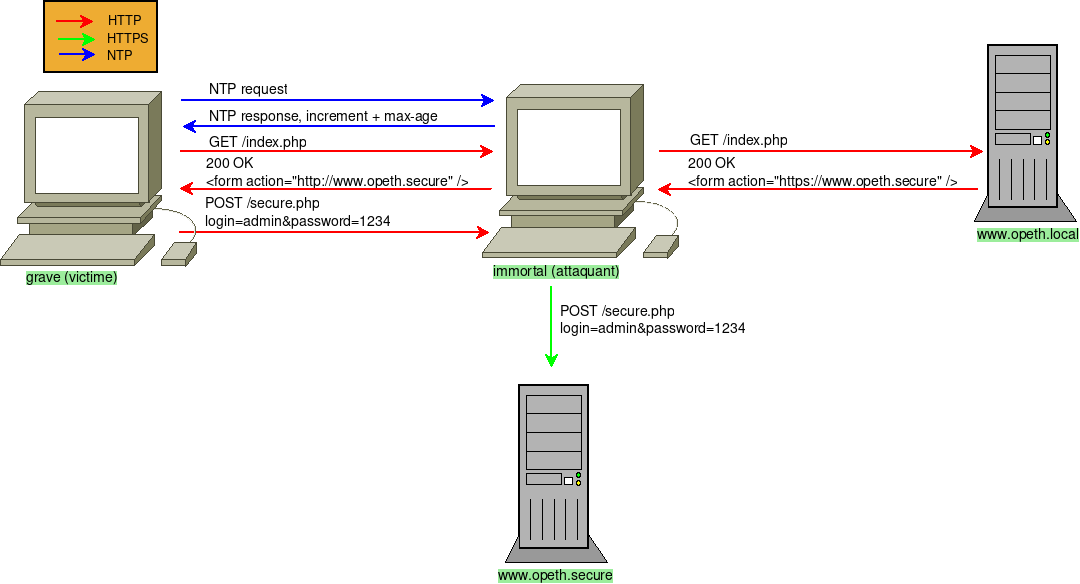 HTTP
HTTPS
NTP
NTP request
NTP response, increment + max-age
GET /index.php
200 OK
<form action="http://www.opeth.secure" />
POST /secure.php
login=admin&password=1234
GET /index.php
200 OK
<form action="https://www.opeth.secure" />
www.opeth.local
grave (victime)
immortal (attaquant)
POST /secure.php
login=admin&password=1234
www.opeth.secure